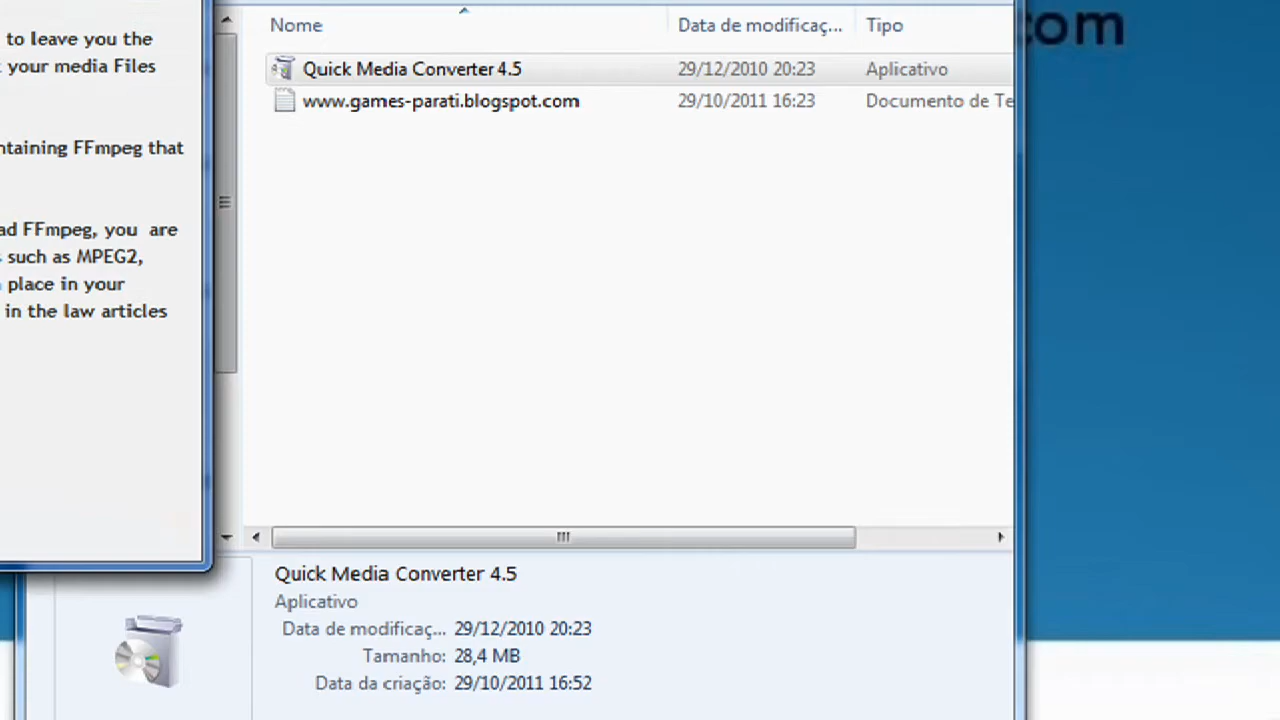 to leave you the
your media Files
ntaining FFmpeg that
ad FFmpeg, you are
such as MPEG2,
place in your
in the law articles
com
Nome
Data de modificaç...
Tipo
Quick Media Converter 4.5
29/12/2010 20:23
Aplicativo
www.games-parati.blogspot.com
29/10/2011 16:23
Documento de Te
Quick Media Converter 4.5
Aplicativo
Data de modificaç... 29/12/2010 20:23
Tamanho: 28,4 MB
Data da criação: 29/10/2011 16:52